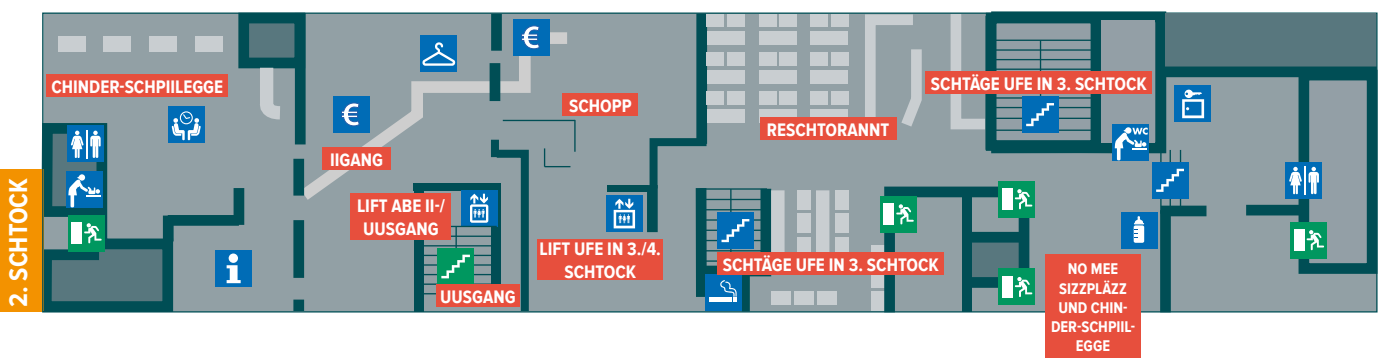 2. SCHTOCK
CHINDER-SCHPIILEGGE
€
€
IIGANG
LIFT ABE II-/
UUSGANG
UUSGANG
i
SCHOPP
LIFT UFE IN 3./4.
SCHTOCK
RESCHTORANNT
SCHTÄGE UFE IN 3. SCHTOCK
SCHTÄGE UFE IN 3. SCHTOCK
WC
NO MEE
SIZZPLÄZZ
UND CHIN-
DER-SCHPIIL-
EGGE